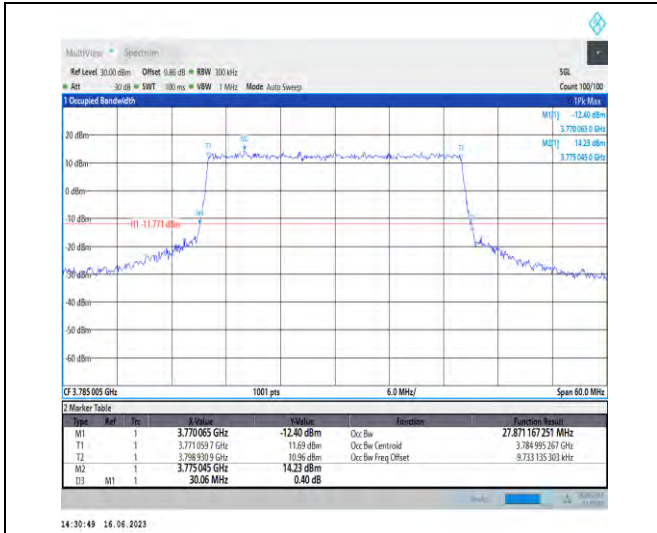 MultiView Spectrum
Ref Level 30.00 dBm Offset 0.86 dB RBW 300 kHz SGL
Att 30 dB SWT 100 ms VBW 1 MHz Mode Auto Sweep Count 100/100
1 Occupied Bandwidth 1Pk Max
M1[1] -12.40 dBm
3.770 065 0 GHz
M2[1] 14.23 dBm
3.775 045 0 GHz
20 dBm
M2
T1 T2
10 dBm
0 dBm
-10 dBm
H1 -11.771 dBm
-20 dBm
-30 dBm
-40 dBm
-50 dBm
-60 dBm
CF 3.785 005 GHz 1001 pts 6.0 MHz/ Span 60.0 MHz
2 Marker Table
Type Ref Trc X-Value Y-Value Function Function Result
M1 1 3.770 065 GHz -12.40 dBm Occ Bw 27.871 167 251 MHz
T1 1 3.771 059 7 GHz 11.69 dBm Occ Bw Centroid 3.784 995 267 GHz
T2 1 3.798 930 9 GHz 10.96 dBm Occ Bw Freq Offset -9.733 135 303 kHz
M2 1 3.775 045 GHz 14.23 dBm
D3 M1 1 30.06 MHz 0.40 dB
14:30:49 16.06.2023